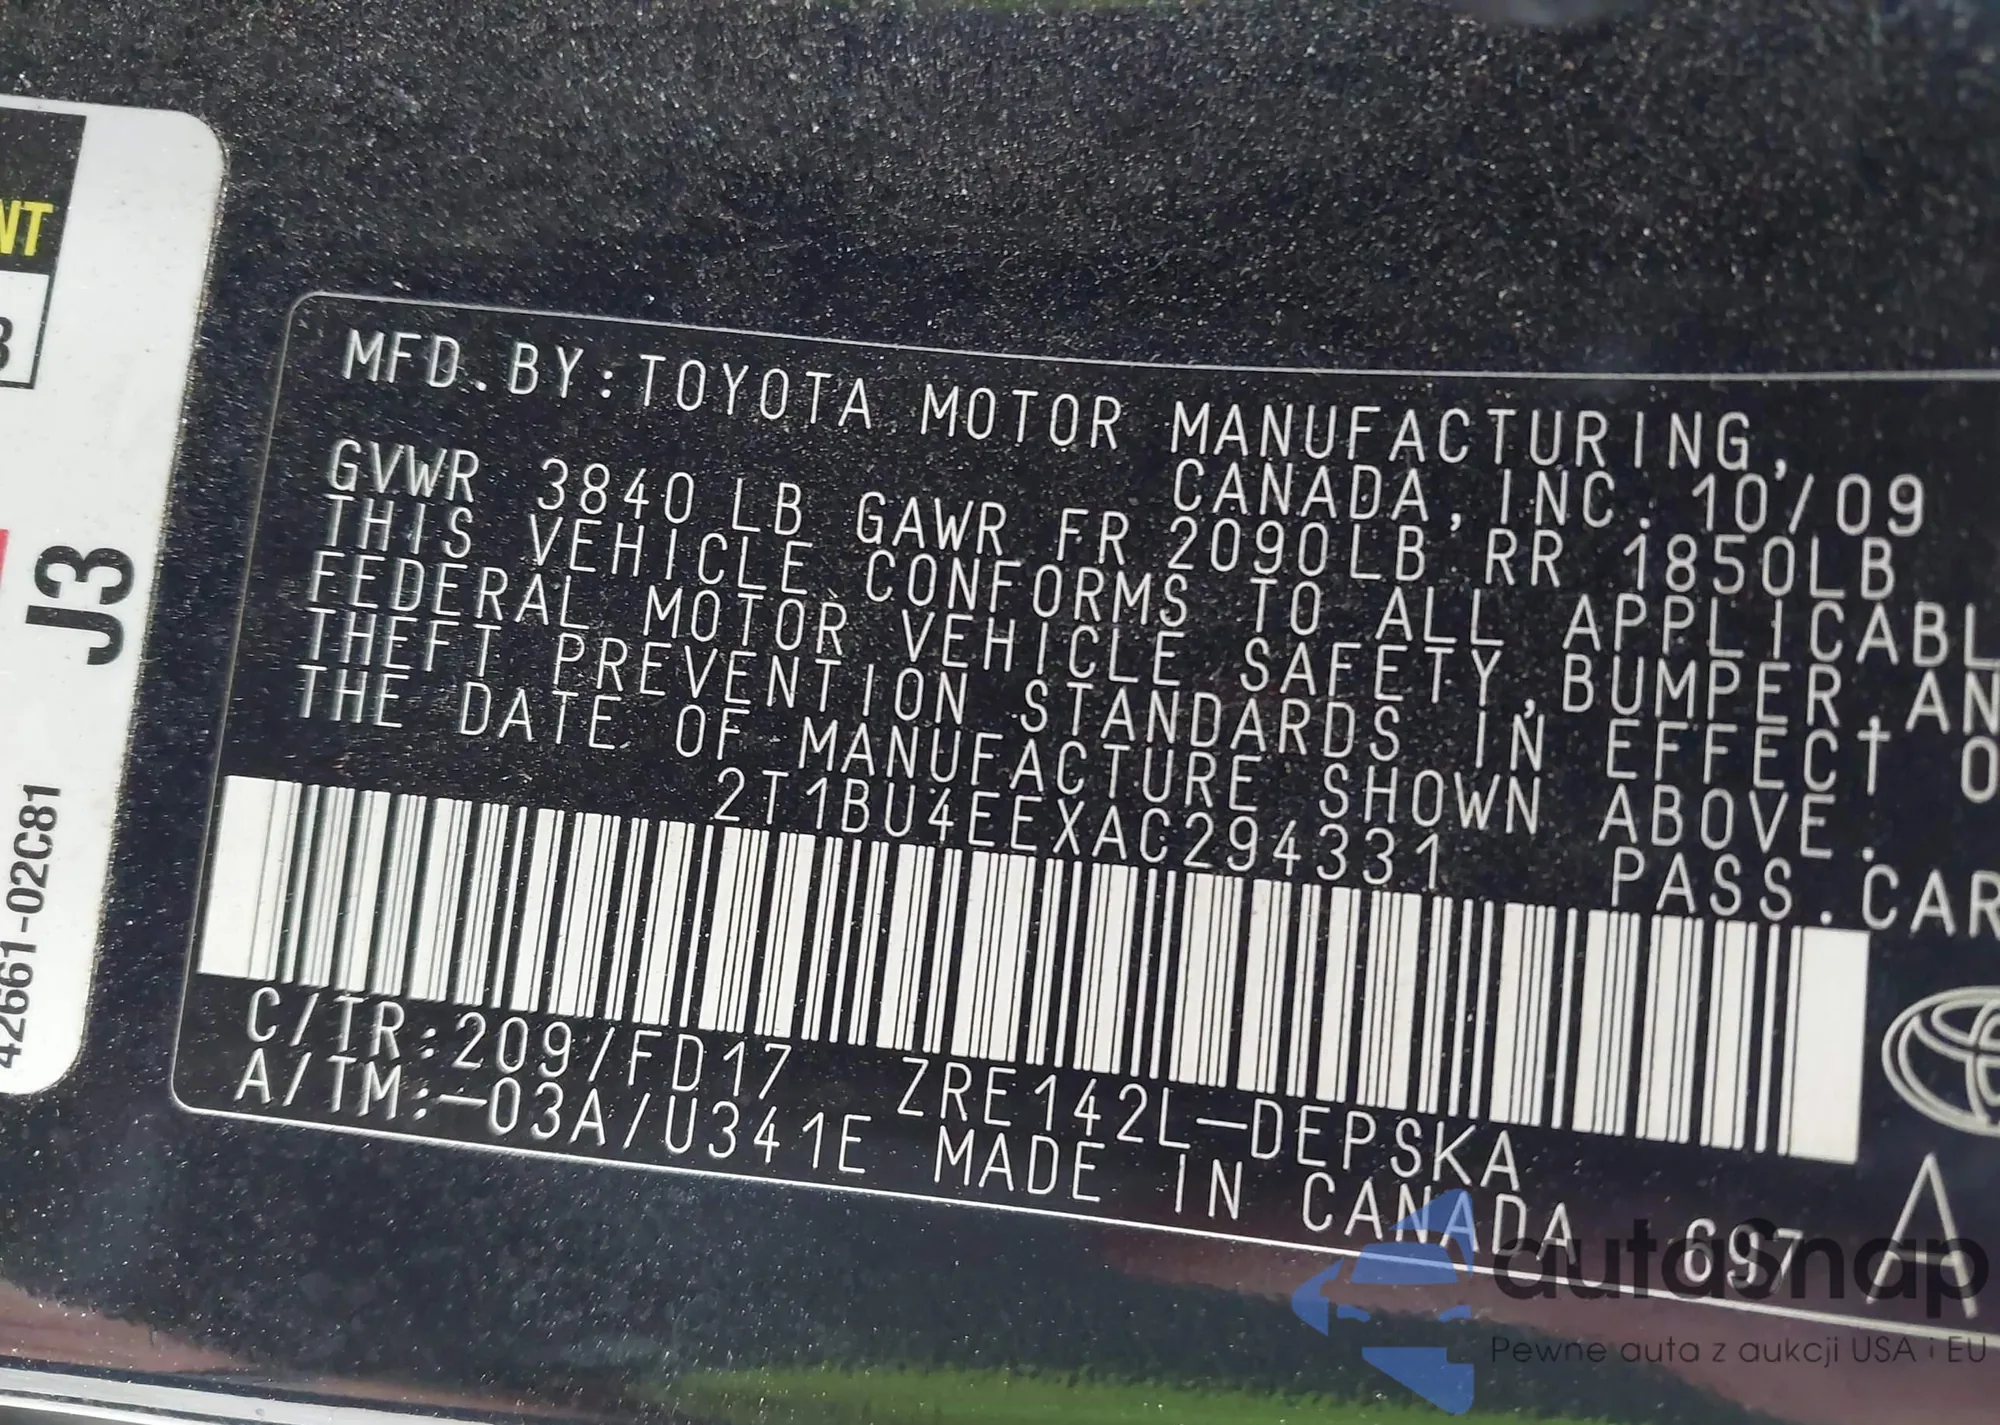 NT
3
J3
42661-02C81
MFD.BY:TOYOTA MOTOR MANUFACTURING,
CANADA,INC. 10/09
GVWR 3840LB GAWR FR 2090LB RR 1850LB
THIS VEHICLE CONFORMS TO ALL APPLICABL
FEDERAL MOTOR VEHICLE SAFETY,BUMPER,AN
THEFT PREVENTION STANDARDS IN EFFECT O
THE DATE OF MANUFACTURE SHOWN ABOVE.
2T1BU4EEXAC294331 PASS.CAR
C/TR:209/FD17 ZRE142L-DEPSKA
A/TM:-03A/U341E MADE IN CANADA 697 A
autasnap
Pewne auta z aukcji USA i EU